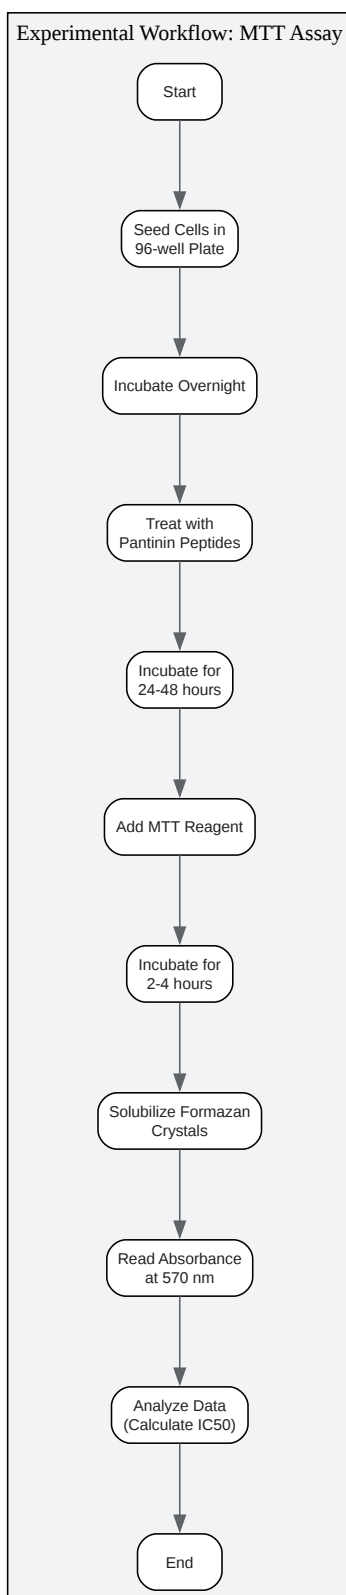 Experimental Workflow: MTT Assay
Start
Seed Cells in
96-well Plate
Incubate Overnight
Treat with
Pantinin Peptides
Incubate for
24-48 hours
Add MTT Reagent
Incubate for
2-4 hours
Solubilize Formazan
Crystals
Read Absorbance
at 570 nm
Analyze Data
(Calculate IC50)
End